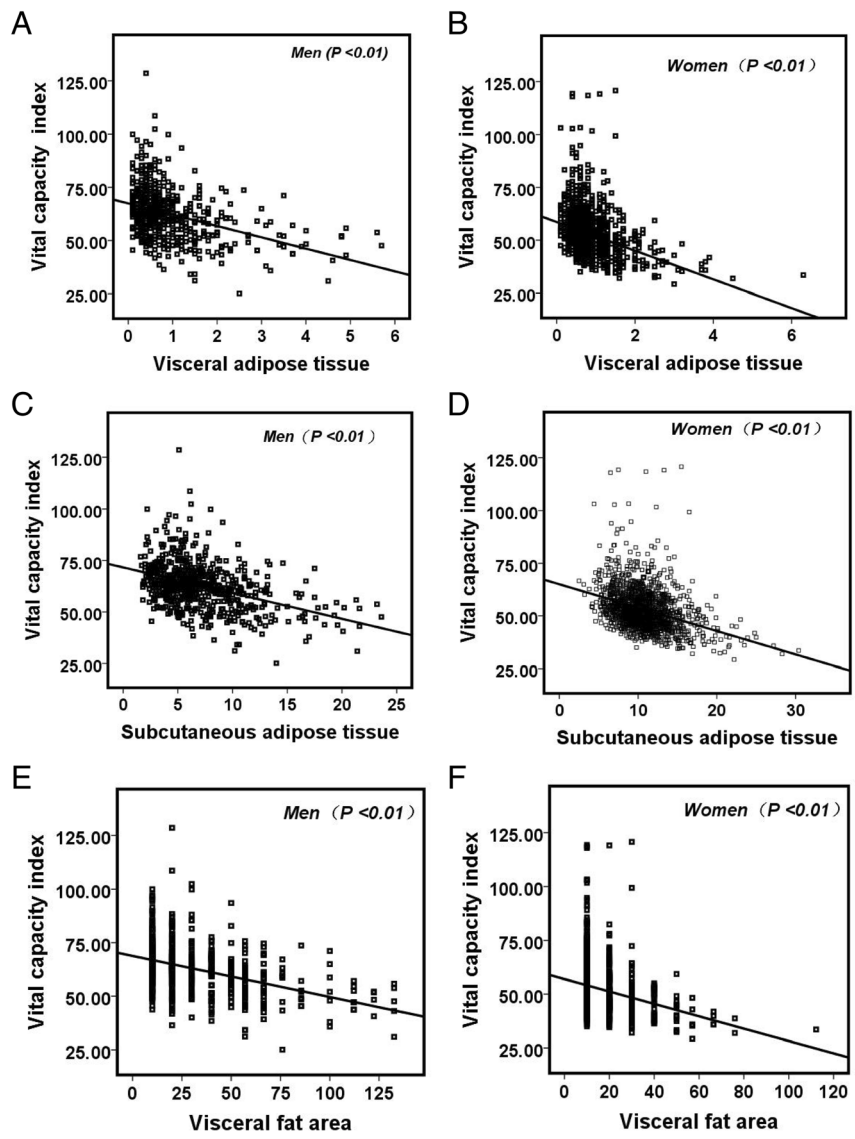 A
Men (P <0.01)
Vital capacity index
125.00
100.00
75.00
50.00
25.00
0 1 2 3 4 5 6
Visceral adipose tissue
B
Women（P <0.01）
Vital capacity index
125.00
100.00
75.00
50.00
25.00
0 2 4 6
Visceral adipose tissue
C
Men（P <0.01）
Vital capacity index
125.00
100.00
75.00
50.00
25.00
0 5 10 15 20 25
Subcutaneous adipose tissue
D
Women（P <0.01）
Vital capacity index
125.00
100.00
75.00
50.00
25.00
0 10 20 30
Subcutaneous adipose tissue
E
Men（P <0.01）
Vital capacity index
125.00
100.00
75.00
50.00
25.00
0 25 50 75 100 125
Visceral fat area
F
Women（P <0.01）
Vital capacity index
125.00
100.00
75.00
50.00
25.00
0 20 40 60 80 100 120
Visceral fat area